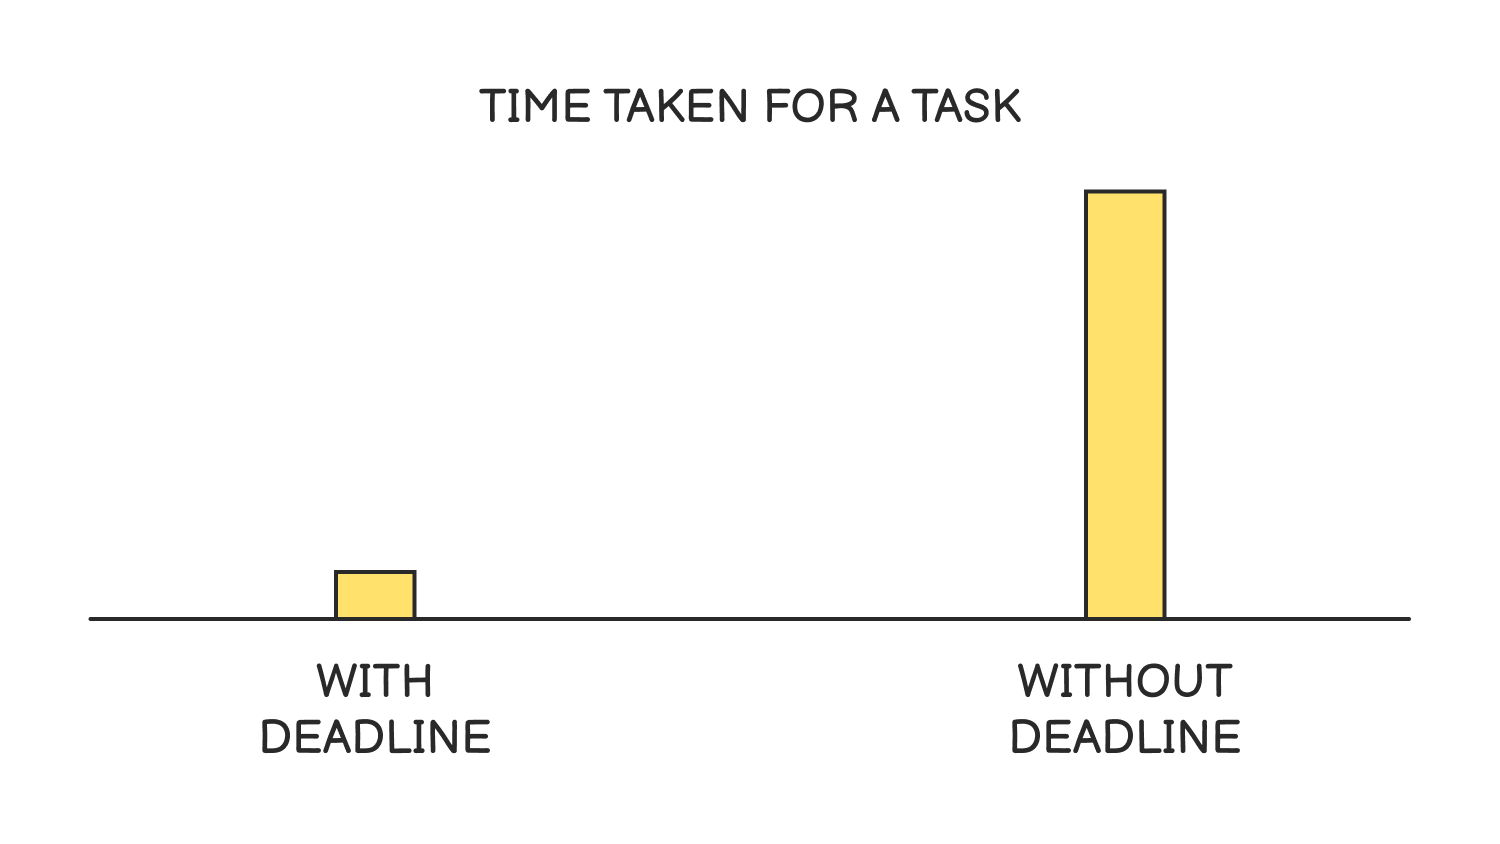 TIME TAKEN FOR A TASK
WITH
DEADLINE
WITHOUT
DEADLINE